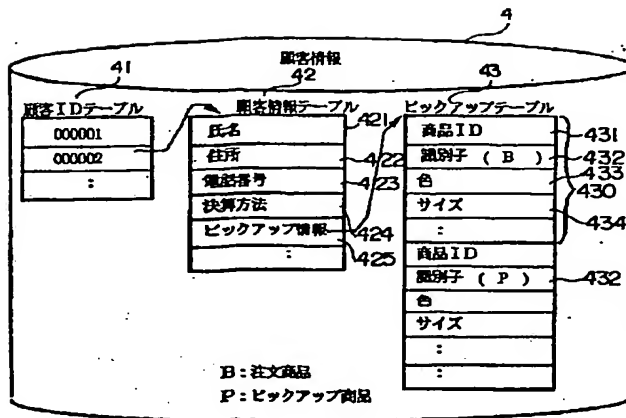 4
顧客情報
41
42
43
顧客IDテーブル
000001
000002
:
顧客情報テーブル
氏名
421
住所
422
電話番号
423
決算方法
424
ピックアップ情報
425
:
ピックアップテーブル
商品ID
431
識別子 ( B )
432
色
433
430
サイズ
434
:
商品ID
識別子 ( P )
432
色
サイズ
:
:
B:注文商品
P:ピックアップ商品